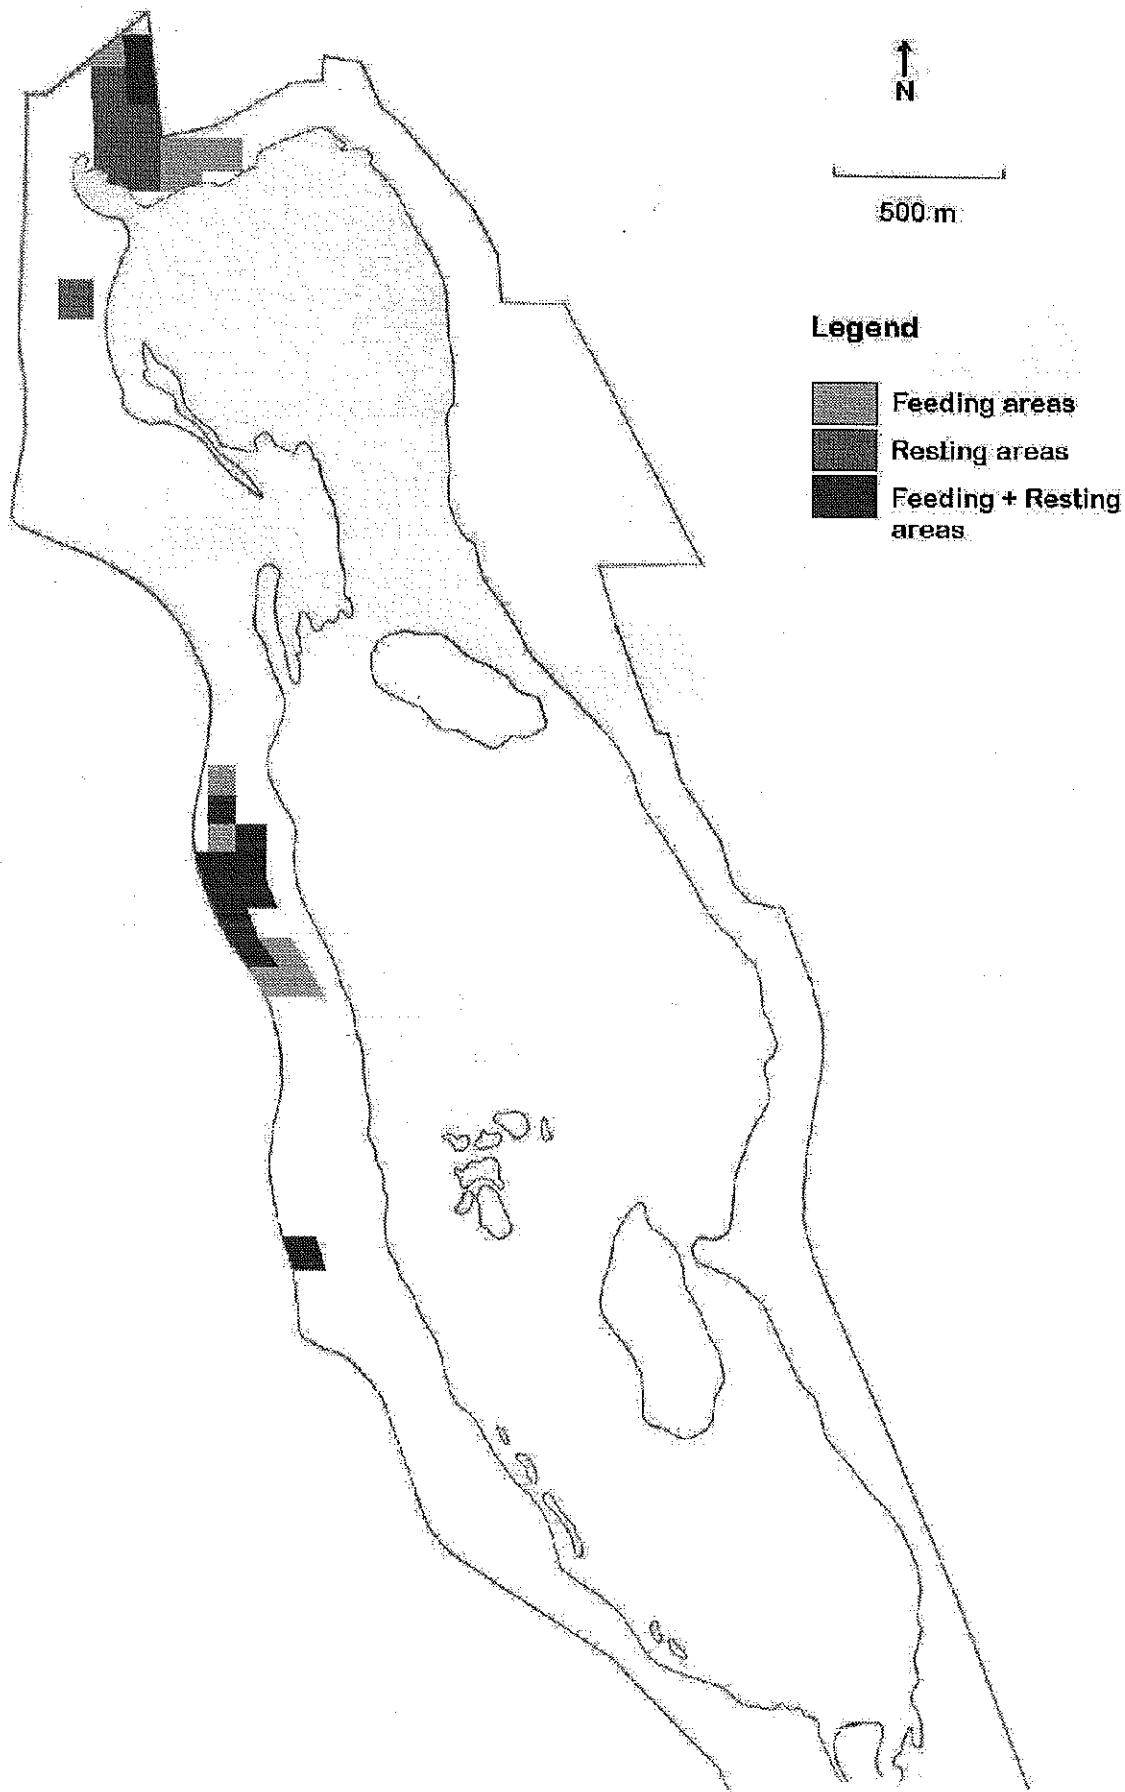 N
500 m
Legend
Feeding areas
Resting areas
Feeding + Resting
areas